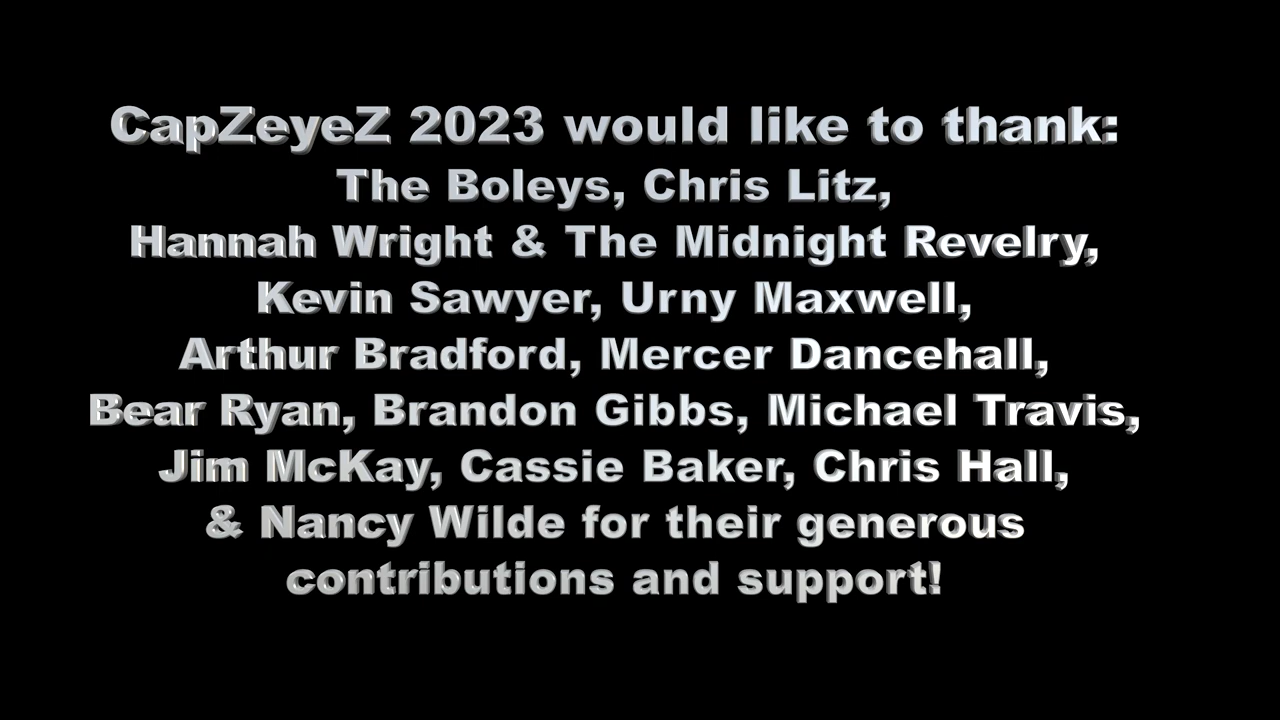 CapZeyeZ 2023 would like to thank:
The Boleys, Chris Litz,
Hannah Wright & The Midnight Revelry,
Kevin Sawyer, Urny Maxwell,
Arthur Bradford, Mercer Dancehall,
Bear Ryan, Brandon Gibbs, Michael Travis,
Jim McKay, Cassie Baker, Chris Hall,
& Nancy Wilde for their generous
contributions and support!